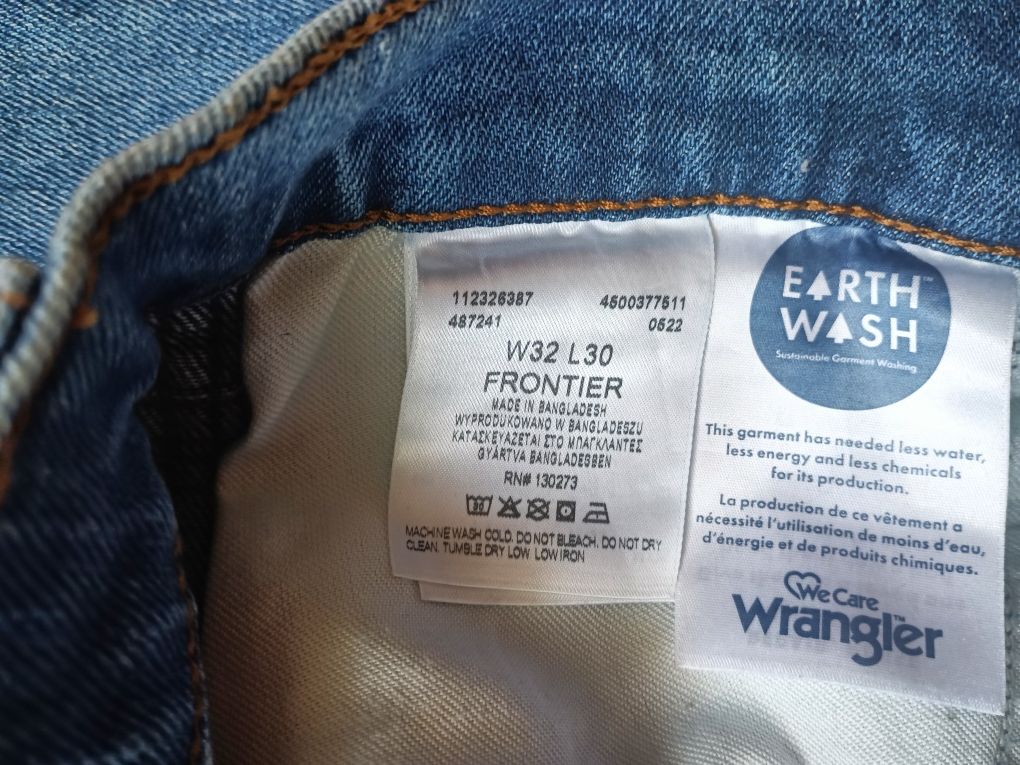 112326387 4500377511
487241 0522
W32 L30
FRONTIER
MADE IN BANGLADESH
WYPRODUKOWANO W BANGLADESZU
ΚΑΤΑΣΚΕΥΑΖΕΤΑΙ ΣΤΟ ΜΠΑΓΚΛΑΝΤΕΣ
GYÁRTVA BANGLADESBEN
RN# 130273
30
MACHINE WASH COLD. DO NOT BLEACH. DO NOT DRY
CLEAN. TUMBLE DRY LOW LOW IRON
EARTH™
WASH
Sustainable Garment Washing
This garment has needed less water,
less energy and less chemicals
for its production.
La production de ce vêtement a
nécessité l'utilisation de moins d'eau,
d'énergie et de produits chimiques.
We Care
Wrangler™